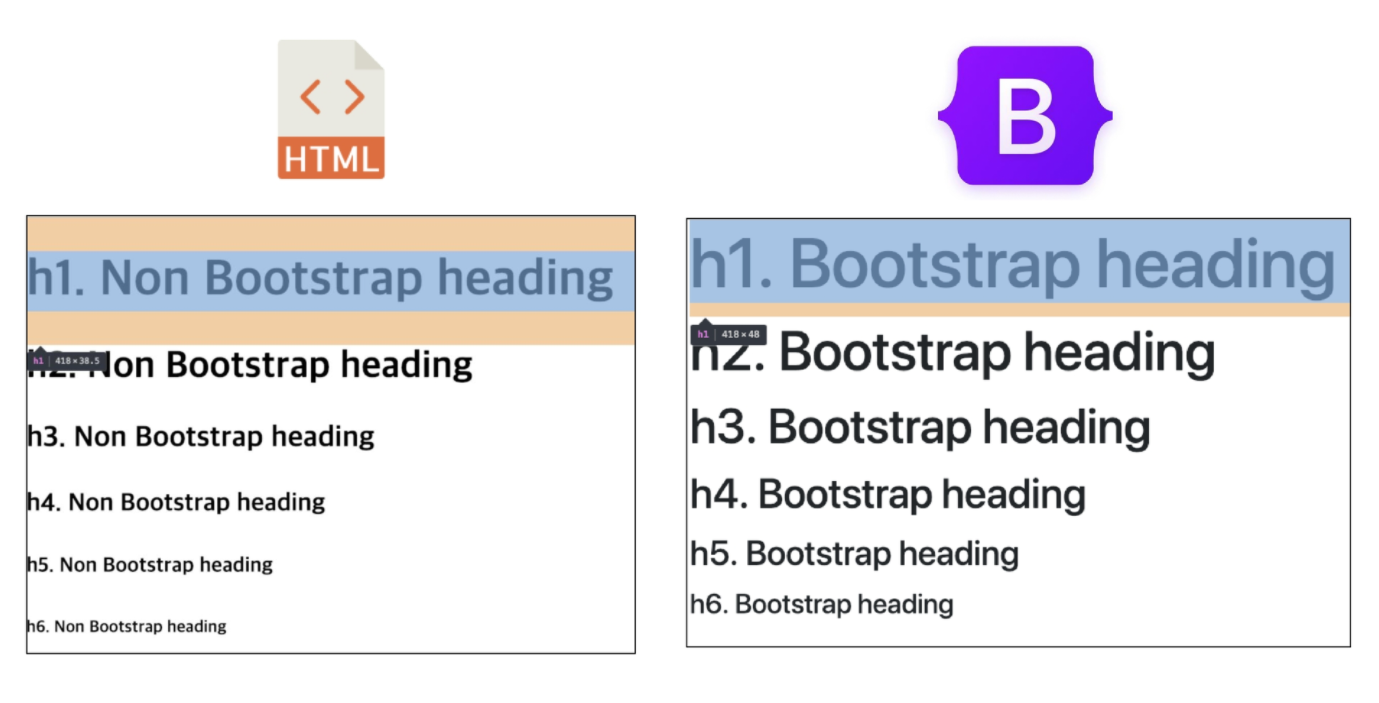 HTML
B
h1. Non Bootstrap heading
h1 418×38.5
h2. Non Bootstrap heading
h3. Non Bootstrap heading
h4. Non Bootstrap heading
h5. Non Bootstrap heading
h6. Non Bootstrap heading
h1. Bootstrap heading
h1 418×48
h2. Bootstrap heading
h3. Bootstrap heading
h4. Bootstrap heading
h5. Bootstrap heading
h6. Bootstrap heading